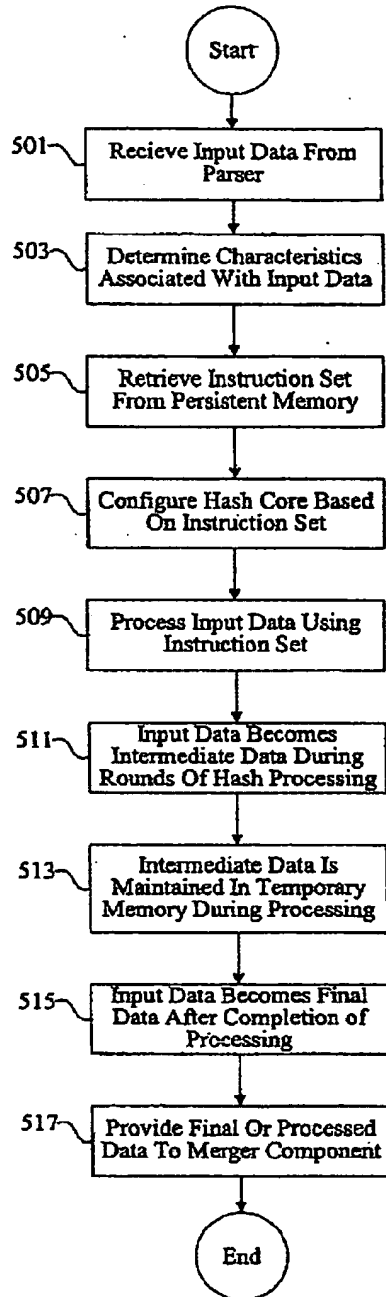 Start
501
Recieve Input Data From
Parser
503
Determine Characteristics
Associated With Input Data
505
Retrieve Instruction Set
From Persistent Memory
507
Configure Hash Core Based
On Instruction Set
509
Process Input Data Using
Instruction Set
511
Input Data Becomes
Intermediate Data During
Rounds Of Hash Processing
513
Intermediate Data Is
Maintained In Temporary
Memory During Processing
515
Input Data Becomes Final
Data After Completion of
Processing
517
Provide Final Or Processed
Data To Merger Component
End